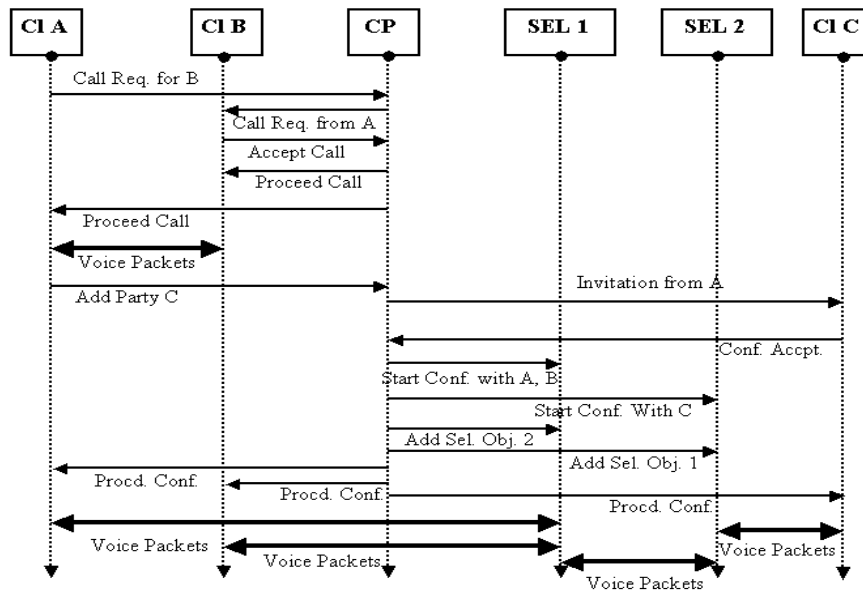 Cl A
Cl B
CP
SEL 1
SEL 2
Cl C
Call Req. for B
Call Req. from A
Accept Call
Proceed Call
Proceed Call
Voice Packets
Invitation from A
Add Party C
Conf. Accpt.
Start Conf. with A, B
Start Conf. With C
Add Sel. Obj. 2
Add Sel. Obj. 1
Procd. Conf.
Procd. Conf.
Procd. Conf.
Voice Packets
Voice Packets
Voice Packets
Voice Packets